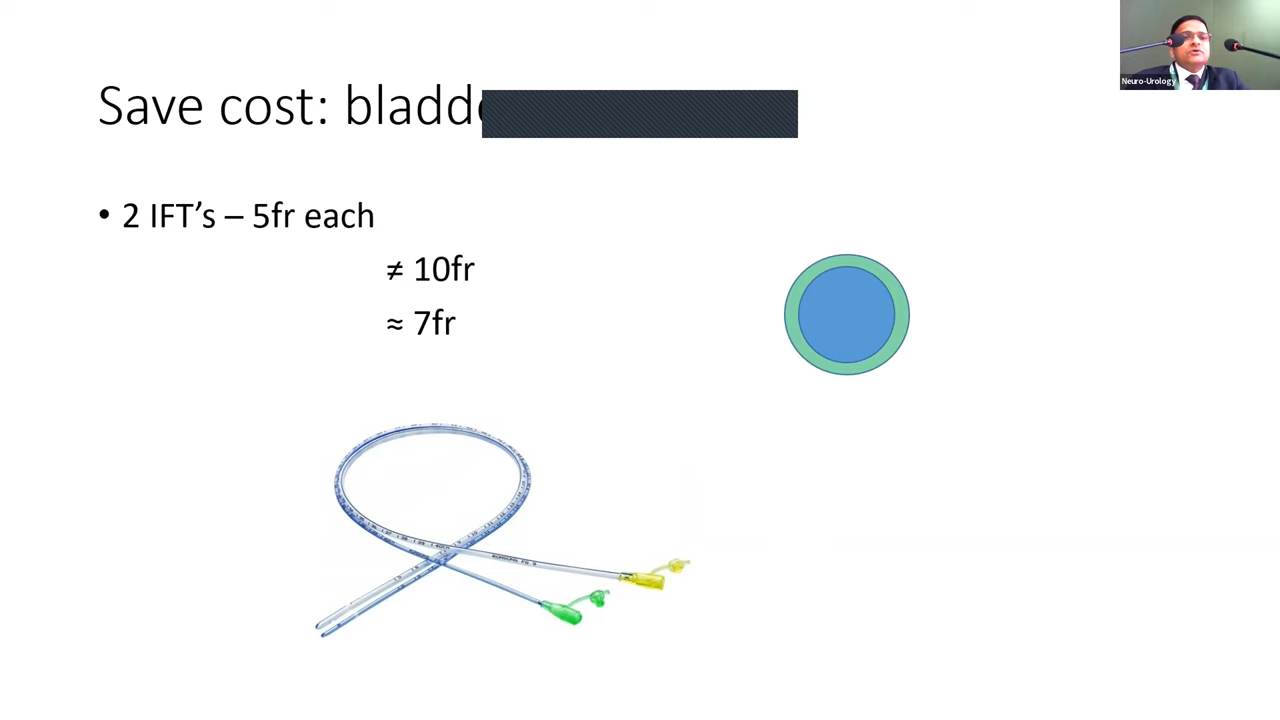 Save cost: bladd
• 2 IFT’s – 5fr each
≠ 10fr
≈ 7fr
Neuro-Urology